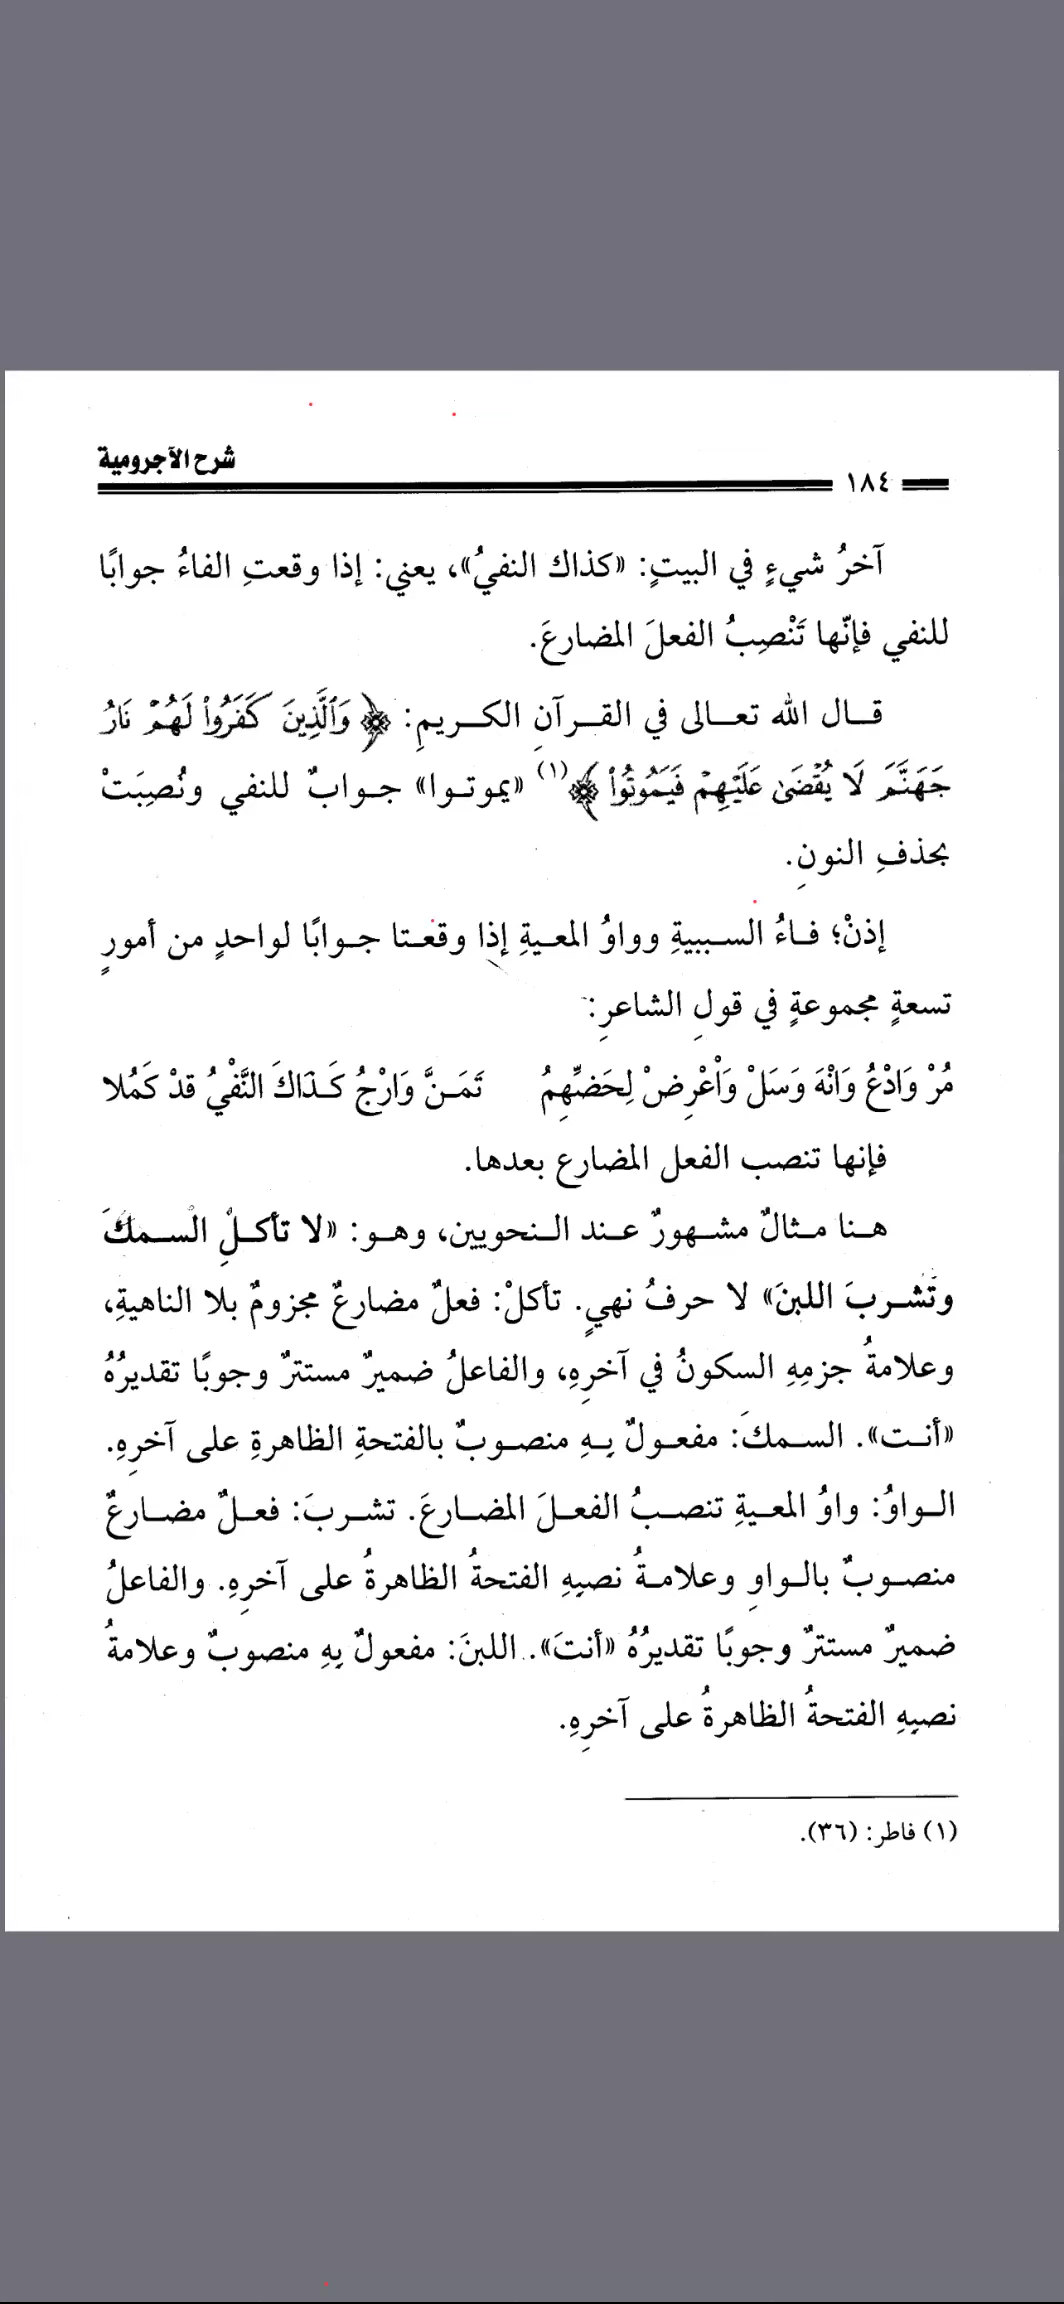 شرح الآجرومية
١٨٤
آخرُ شيءٍ في البيتِ: «كذاك النفيُ»، يعني: إذا وقعتِ الفاءُ جوابًا
للنفي فإنّها تَنْصِبُ الفعلَ المضارعَ.
قال الله تعالى في القرآنِ الكريمِ: ﴿وَٱلَّذِينَ كَفَرُواْ لَهُمْ نَارُ
جَهَنَّمَ لَا يُقْضَىٰ عَلَيْهِمْ فَيَمُوتُواْ﴾(١) «يموتوا» جوابٌ للنفي ونُصِبَتْ
بحذفِ النونِ.
إذنْ؛ فاءُ السببيةِ وواوُ المعيةِ إذا وقعتا جوابًا لواحدٍ من أمورٍ
تسعةٍ مجموعةٍ في قولِ الشاعرِ:
مُرْ وَادْعُ وَانْهَ وَسَلْ وَاعْرِضْ لِحَضِّهِمُ تَمَنَّ وَارْجُ كَذَاكَ النَّفْيُ قَدْ كَمُلا
فإنها تنصب الفعل المضارع بعدها.
هنا مثالٌ مشهورٌ عند النحويين، وهو: «لا تأكلِ السمكَ
وتَشربَ اللبنَ» لا حرفُ نهيٍ. تأكلْ: فعلٌ مضارعٌ مجزومٌ بلا الناهيةِ،
وعلامةُ جزمِهِ السكونُ في آخرِهِ، والفاعلُ ضميرٌ مستترٌ وجوبًا تقديرُهُ
«أنت». السمكَ: مفعولٌ بِهِ منصوبٌ بالفتحةِ الظاهرةِ على آخرِهِ.
الواوُ: واوُ المعيةِ تنصبُ الفعلَ المضارعَ. تشربَ: فعلٌ مضارعٌ
منصوبٌ بالواوِ وعلامةُ نصبِهِ الفتحةُ الظاهرةُ على آخرِهِ. والفاعلُ
ضميرٌ مستترٌ وجوبًا تقديرُهُ «أنتَ». اللبنَ: مفعولٌ بِهِ منصوبٌ وعلامةُ
نصبِهِ الفتحةُ الظاهرةُ على آخرِهِ.
(١) فاطر: (٣٦).